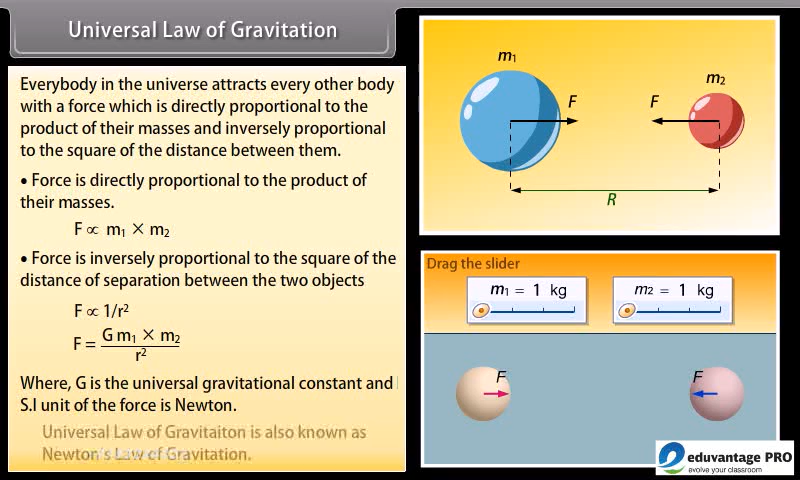 Universal Law of Gravitation
Everybody in the universe attracts every other body
with a force which is directly proportional to the
product of their masses and inversely proportional
to the square of the distance between them.
• Force is directly proportional to the product of
their masses.
F ∝ m₁ × m₂
• Force is inversely proportional to the square of the
distance of separation between the two objects
F ∝ 1/r²
F = G m₁ × m₂
r²
Where, G is the universal gravitational constant and
S.I unit of the force is Newton.
Universal Law of Gravitaiton is also known as
Newton's Law of Gravitation.
m₁
m₂
F
F
R
Drag the slider
m₁ = 1 kg
m₂ = 1 kg
F
F
eduvantage PRO
evolve your classroom